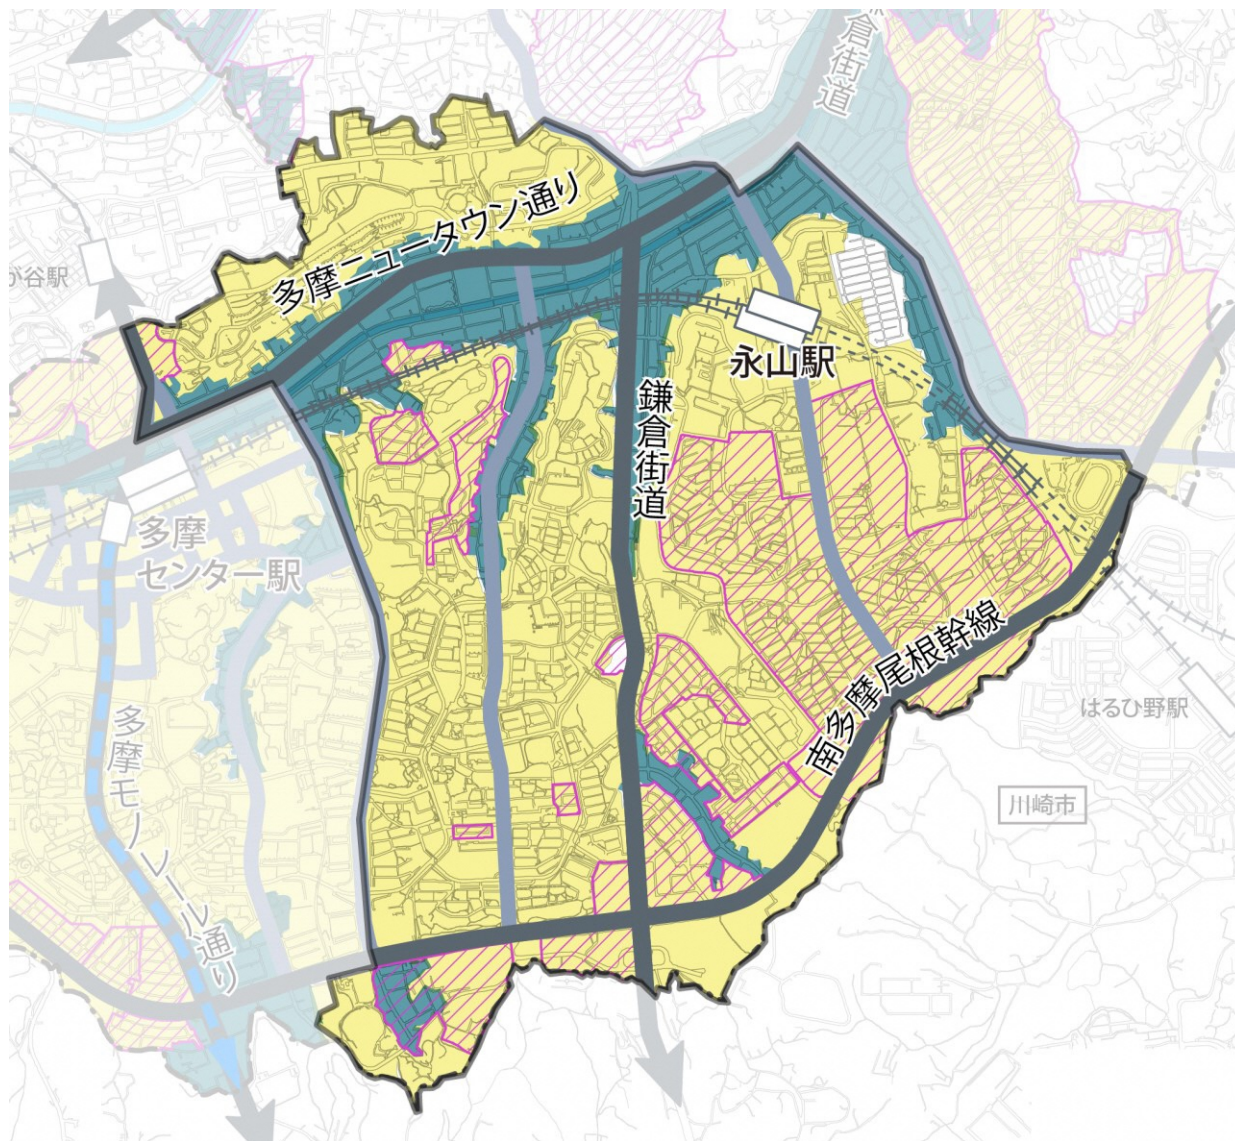 倉街道
多摩ニュータウン通り
が谷駅
永山駅
鎌倉街道
多摩
センター駅
南多摩尾根幹線
はるひ野駅
多摩モノレール通り
川崎市